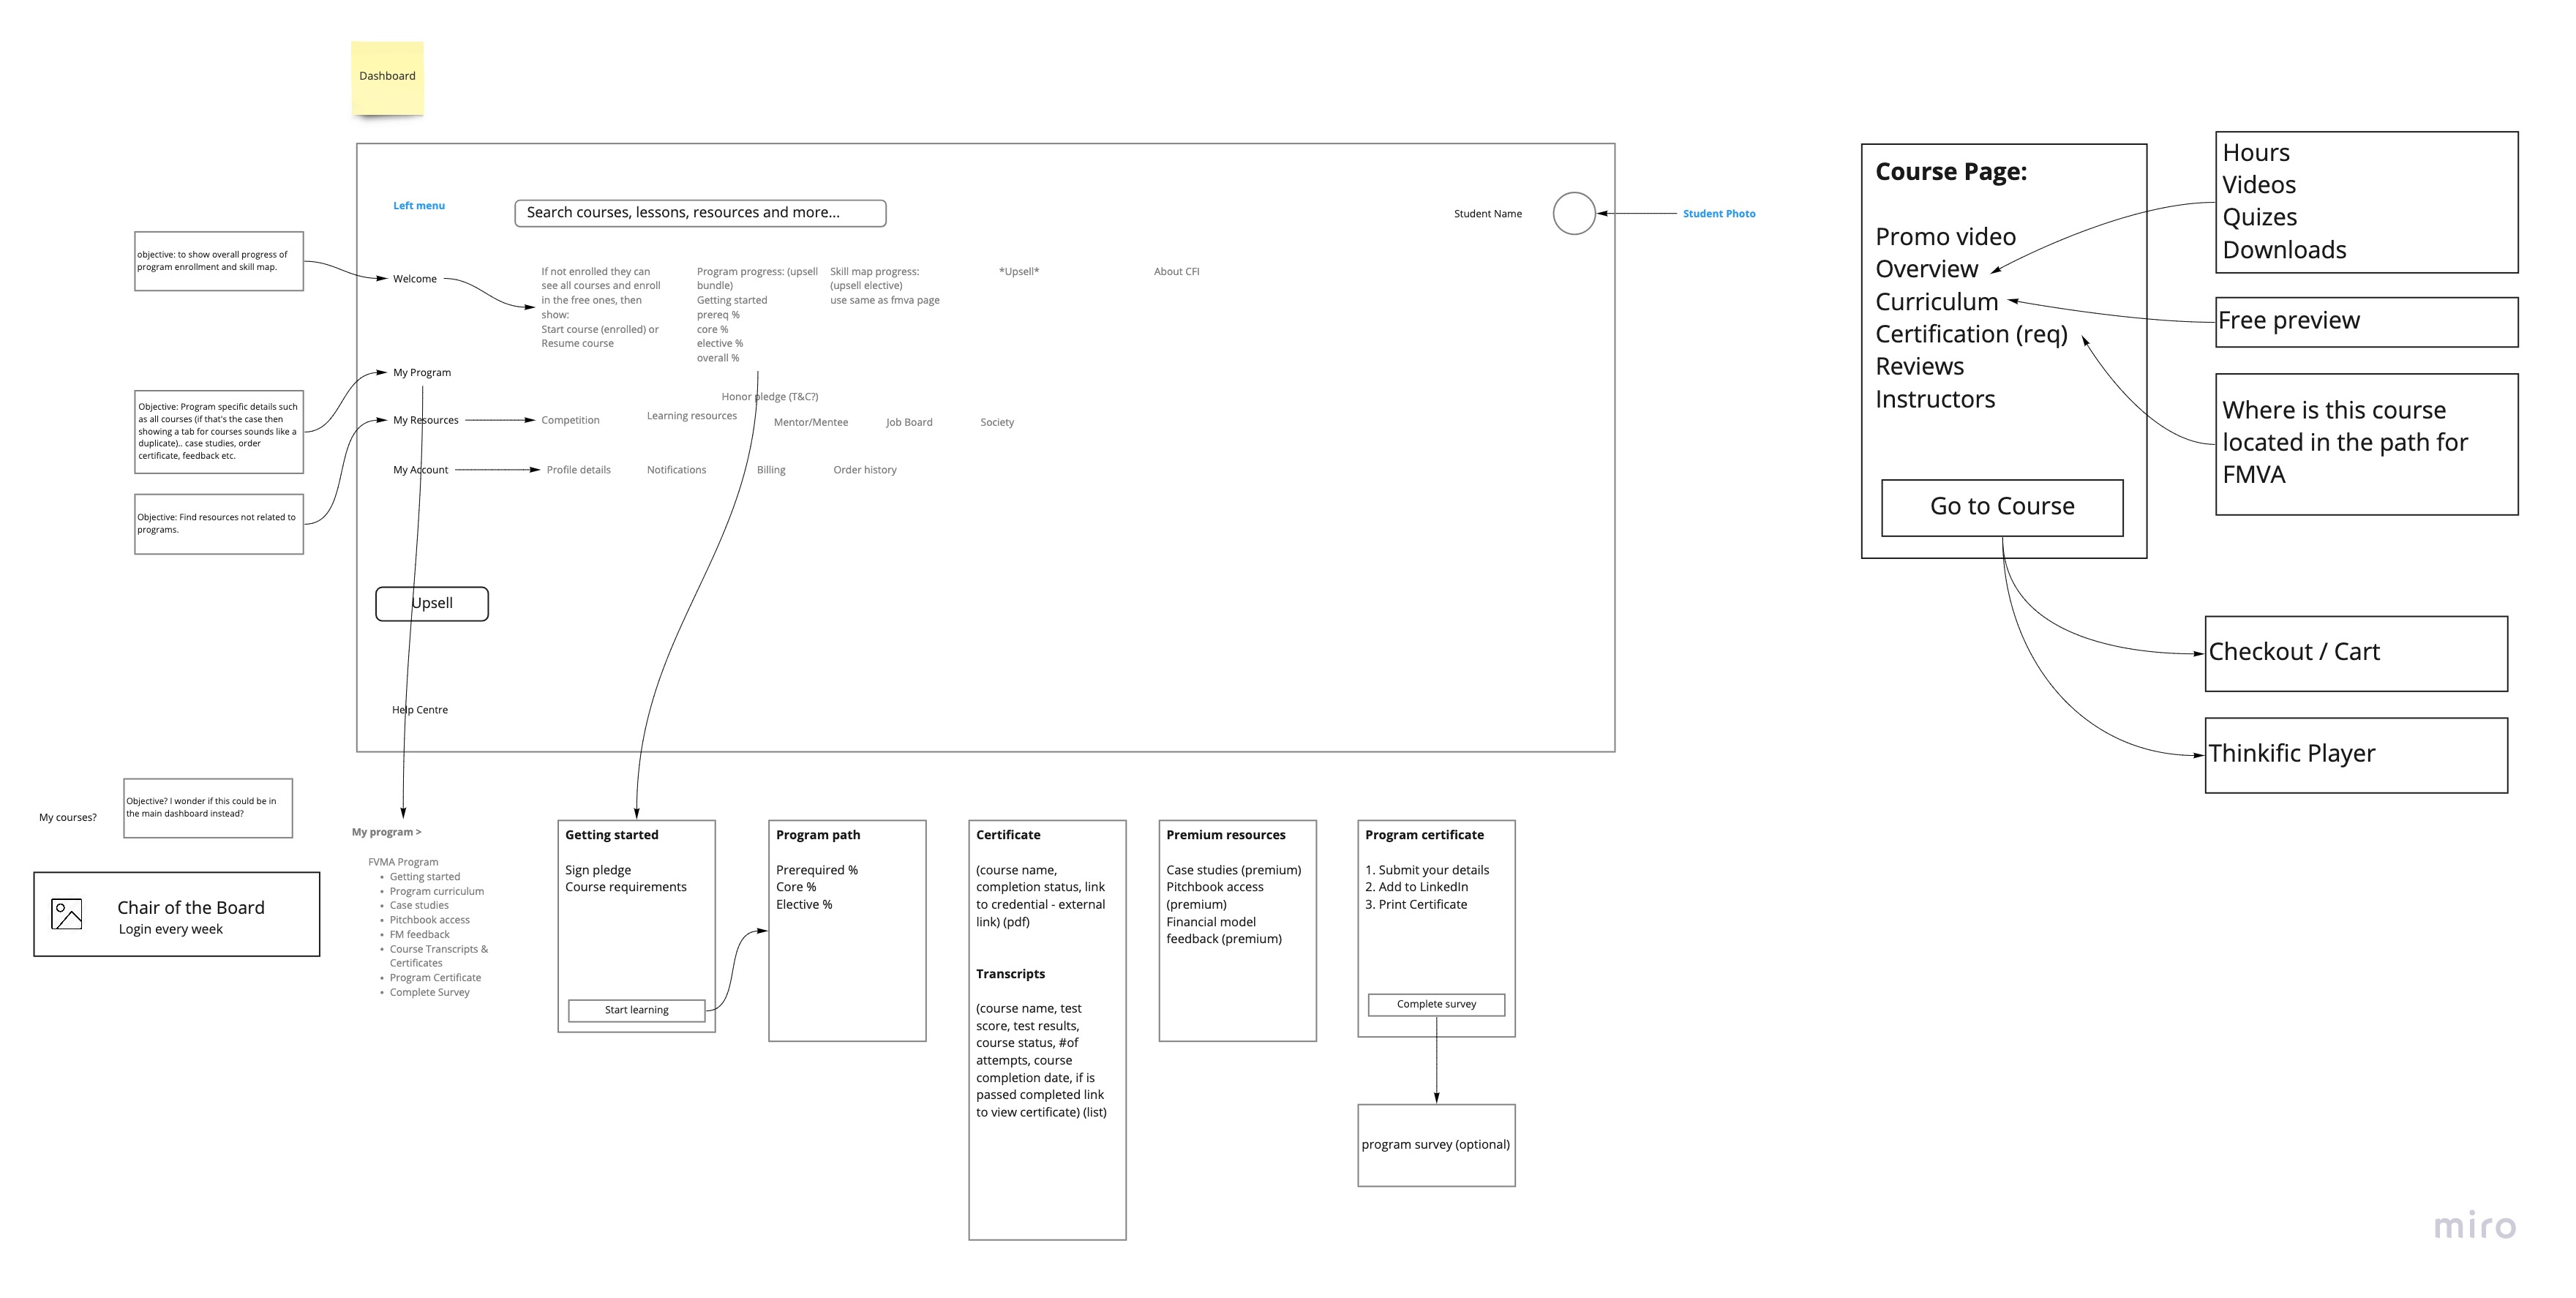 Dashboard
Left menu
Search courses, lessons, resources and more...
Student Name
Student Photo
objective: to show overall progress of
program enrollment and skill map.
Welcome
If not enrolled they can
see all courses and enroll
in the free ones, then
show:
Start course (enrolled) or
Resume course
Program progress: (upsell
bundle)
Getting started
prereq %
core %
elective %
overall %
Skill map progress:
(upsell elective)
use same as fmva page
*Upsell*
About CFI
Objective: Program specific details such
as all courses (if that's the case then
showing a tab for courses sounds like a
duplicate).. case studies, order
certificate, feedback etc.
My Program
Honor pledge (T&C?)
My Resources
Competition
Learning resources
Mentor/Mentee
Job Board
Society
My Account
Profile details
Notifications
Billing
Order history
Objective: Find resources not related to
programs.
Upsell
Help Centre
Course Page:
Promo video
Overview
Curriculum
Certification (req)
Reviews
Instructors
Go to Course
Hours
Videos
Quizes
Downloads
Free preview
Where is this course
located in the path for
FMVA
Checkout / Cart
Thinkific Player
My courses?
Objective? I wonder if this could be in
the main dashboard instead?
Chair of the Board
Login every week
My program >
FVMA Program
• Getting started
• Program curriculum
• Case studies
• Pitchbook access
• FM feedback
• Course Transcripts &
Certificates
• Program Certificate
• Complete Survey
Getting started
Sign pledge
Course requirements
Start learning
Program path
Prerequired %
Core %
Elective %
Certificate
(course name,
completion status, link
to credential - external
link) (pdf)
Transcripts
(course name, test
score, test results,
course status, #of
attempts, course
completion date, if is
passed completed link
to view certificate) (list)
Premium resources
Case studies (premium)
Pitchbook access
(premium)
Financial model
feedback (premium)
Program certificate
1. Submit your details
2. Add to LinkedIn
3. Print Certificate
Complete survey
program survey (optional)
miro